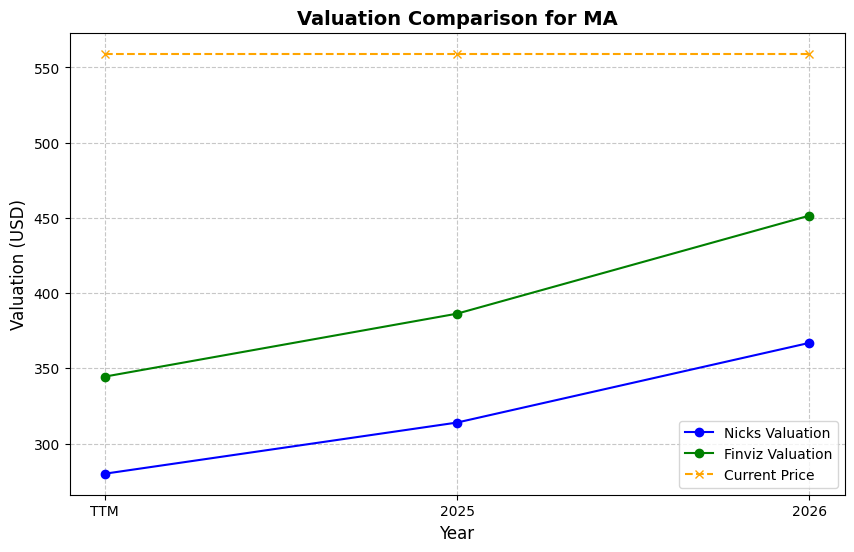 Valuation Comparison for MA
Valuation (USD)
550
500
450
400
350
300
TTM
2025
2026
Year
Nicks Valuation
Finviz Valuation
Current Price